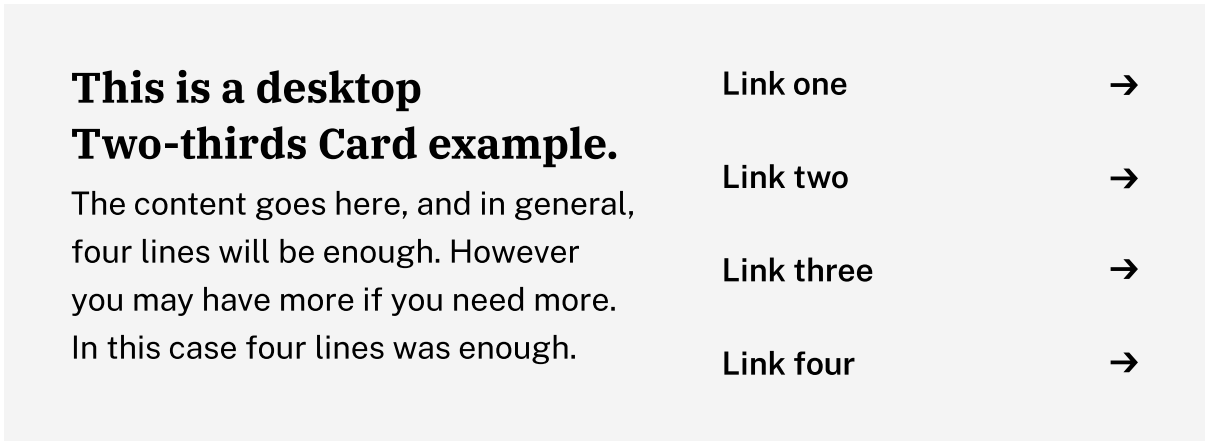 This is a desktop
Two-thirds Card example.
The content goes here, and in general,
four lines will be enough. However
you may have more if you need more.
In this case four lines was enough.
Link one →
Link two →
Link three →
Link four →